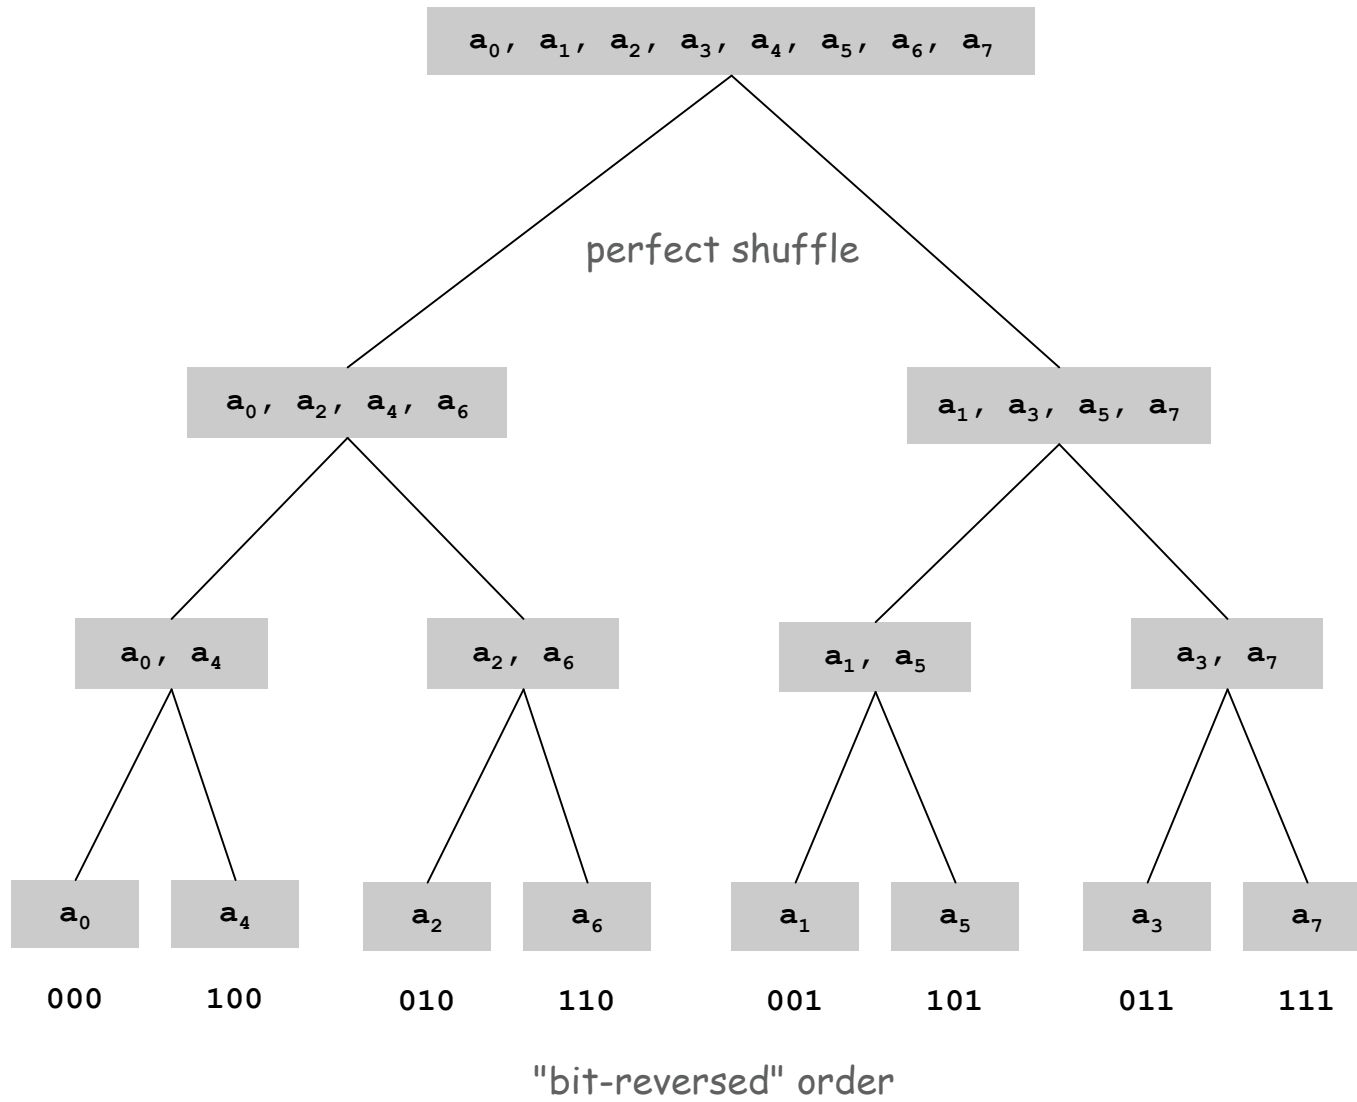 a₀, a₁, a₂, a₃, a₄, a₅, a₆, a₇
perfect shuffle
a₀, a₂, a₄, a₆
a₁, a₃, a₅, a₇
a₀, a₄
a₂, a₆
a₁, a₅
a₃, a₇
a₀
a₄
a₂
a₆
a₁
a₅
a₃
a₇
000
100
010
110
001
101
011
111
"bit-reversed" order